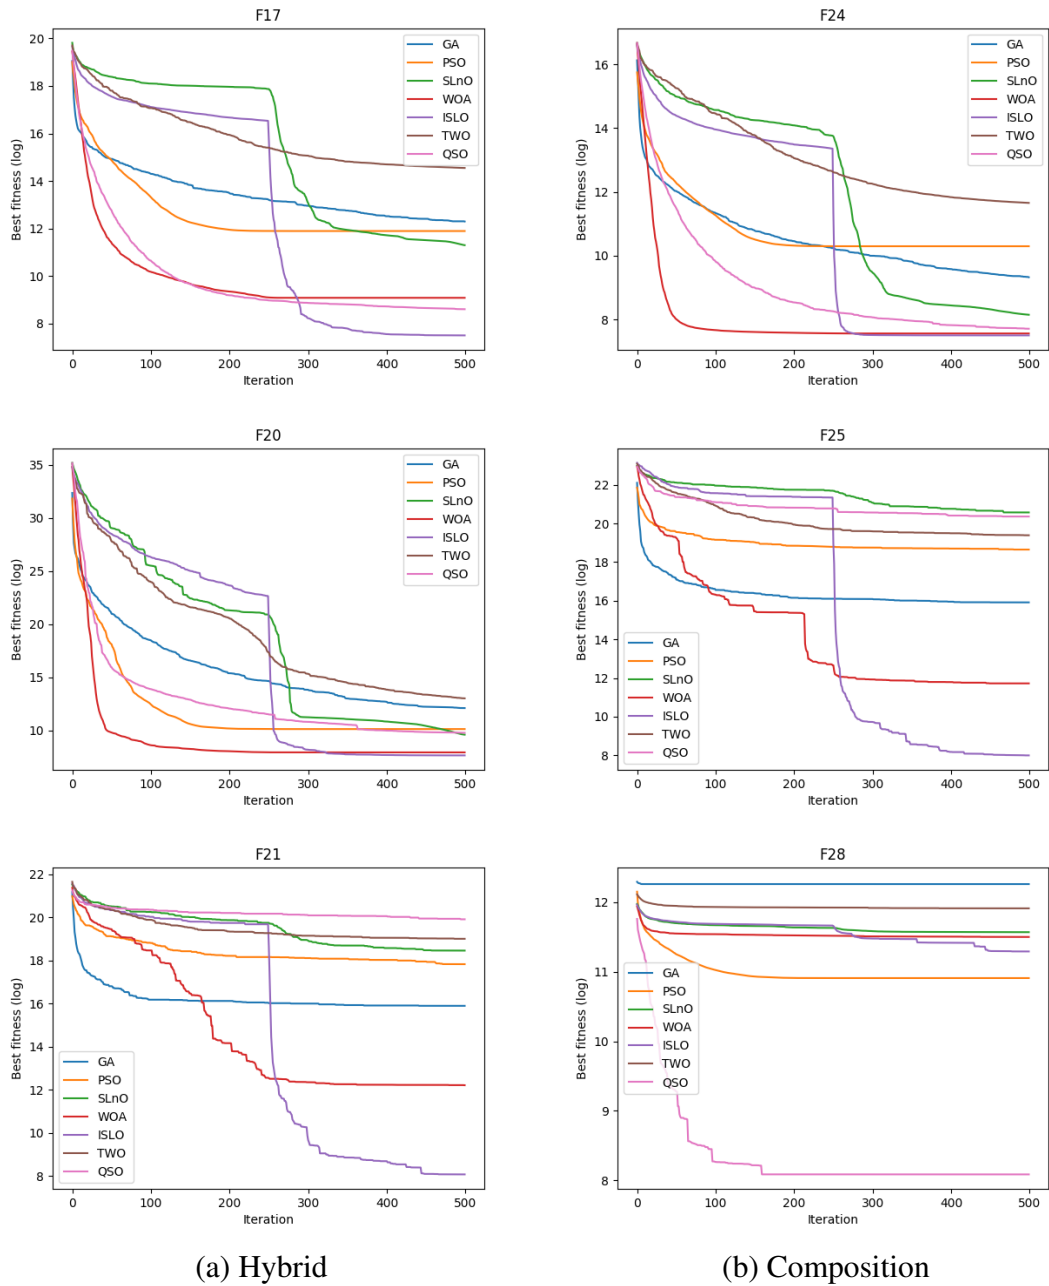 F17
Best fitness (log)
20
18
16
14
12
10
8
0 100 200 300 400 500
Iteration
GA
PSO
SLnO
WOA
ISLO
TWO
QSO
F24
Best fitness (log)
16
14
12
10
8
0 100 200 300 400 500
Iteration
GA
PSO
SLnO
WOA
ISLO
TWO
QSO
F20
Best fitness (log)
35
30
25
20
15
10
0 100 200 300 400 500
Iteration
GA
PSO
SLnO
WOA
ISLO
TWO
QSO
F25
Best fitness (log)
22
20
18
16
14
12
10
8
0 100 200 300 400 500
Iteration
GA
PSO
SLnO
WOA
ISLO
TWO
QSO
F21
Best fitness (log)
22
20
18
16
14
12
10
8
0 100 200 300 400 500
Iteration
GA
PSO
SLnO
WOA
ISLO
TWO
QSO
F28
Best fitness (log)
12
11
10
9
8
0 100 200 300 400 500
Iteration
GA
PSO
SLnO
WOA
ISLO
TWO
QSO
(a) Hybrid
(b) Composition